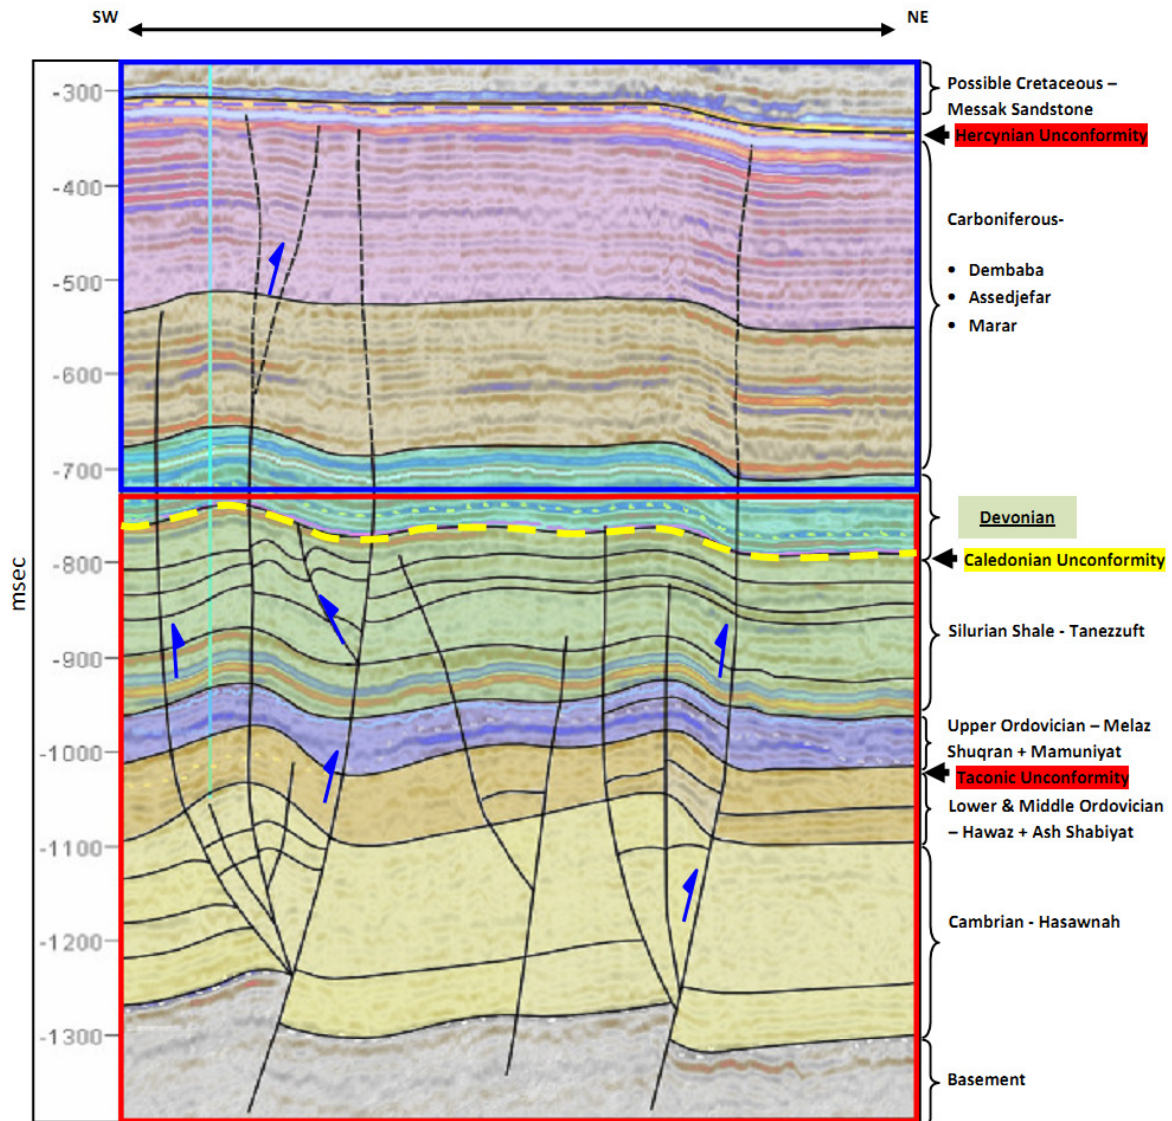 SW NE
-300
-400
-500
-600
-700
-800
-900
-1000
-1100
-1200
-1300
msec
Possible Cretaceous –
Messak Sandstone
Hercynian Unconformity
Carboniferous-
• Dembaba
• Assedjefar
• Marar
Devonian
Caledonian Unconformity
Silurian Shale - Tanezzuft
Upper Ordovician – Melaz
Shuqran + Mamuniyat
Taconic Unconformity
Lower & Middle Ordovician
– Hawaz + Ash Shabiyat
Cambrian - Hasawnah
Basement